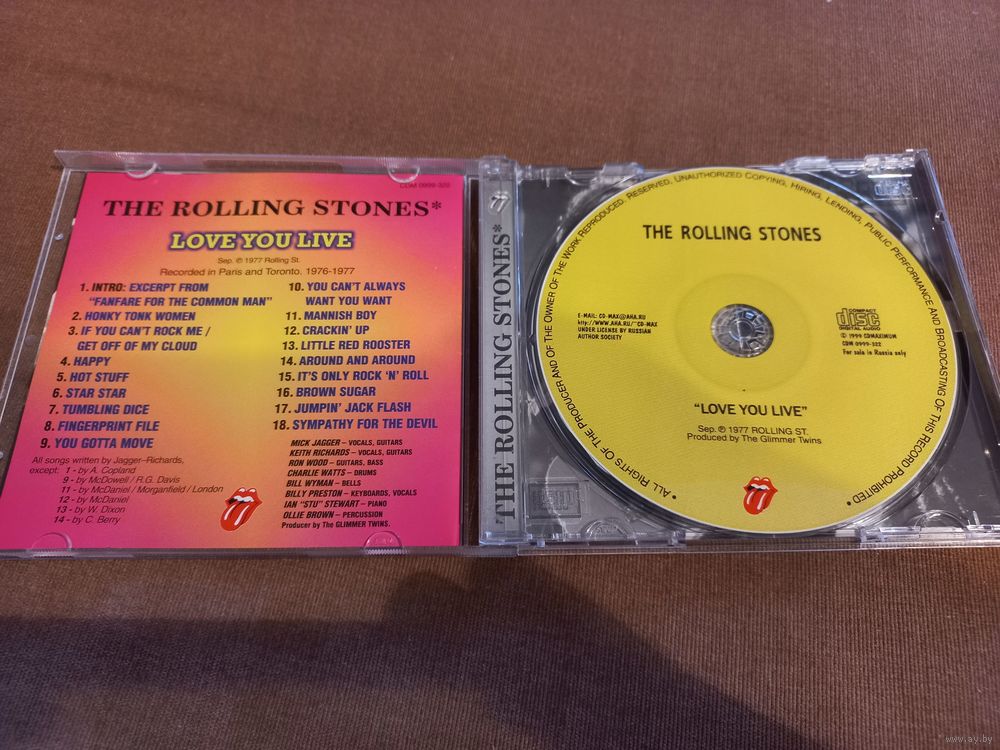 CDM 0999-322
THE ROLLING STONES*
LOVE YOU LIVE
Sep. ℗ 1977 Rolling St.
Recorded in Paris and Toronto. 1976-1977
1. INTRO: EXCERPT FROM
"FANFARE FOR THE COMMON MAN"
2. HONKY TONK WOMEN
3. IF YOU CAN'T ROCK ME /
GET OFF OF MY CLOUD
4. HAPPY
5. HOT STUFF
6. STAR STAR
7. TUMBLING DICE
8. FINGERPRINT FILE
9. YOU GOTTA MOVE
10. YOU CAN'T ALWAYS
WANT YOU WANT
11. MANNISH BOY
12. CRACKIN' UP
13. LITTLE RED ROOSTER
14. AROUND AND AROUND
15. IT'S ONLY ROCK 'N' ROLL
16. BROWN SUGAR
17. JUMPIN' JACK FLASH
18. SYMPATHY FOR THE DEVIL
All songs written by Jagger–Richards,
except: 1 - by A. Copland
9 - by McDowell / R.G. Davis
11 - by McDaniel / Morganfield / London
12 - by McDaniel
13 - by W. Dixon
14 - by C. Berry
MICK JAGGER – VOCALS, GUITARS
KEITH RICHARDS – VOCALS, GUITARS
RON WOOD – GUITARS, BASS
CHARLIE WATTS – DRUMS
BILL WYMAN – BELLS
BILLY PRESTON – KEYBOARDS, VOCALS
IAN "STU" STEWART – PIANO
OLLIE BROWN – PERCUSSION
Producer by The GLIMMER TWINS.
THE ROLLING STONES*
• ALL RIGHTS OF THE PRODUCER AND OF THE OWNER OF THE WORK REPRODUCED, RESERVED, UNAUTHORIZED COPYING, HIRING, LENDING, PUBLIC PERFORMANCE AND BROADCASTING OF THIS RECORD PROHIBITED •
THE ROLLING STONES
E-MAIL: CD-MAX@AHA.RU
http://WWW.AHA.RU/~CD-MAX
UNDER LICENSE BY RUSSIAN
AUTHOR SOCIETY
COMPACT
disc
DIGITAL AUDIO
© 1999 CDMAXIMUM
CDM 0999-322
For sale in Russia only
"LOVE YOU LIVE"
Sep. ℗ 1977 ROLLING ST.
Produced by The Glimmer Twins
www.ay.by